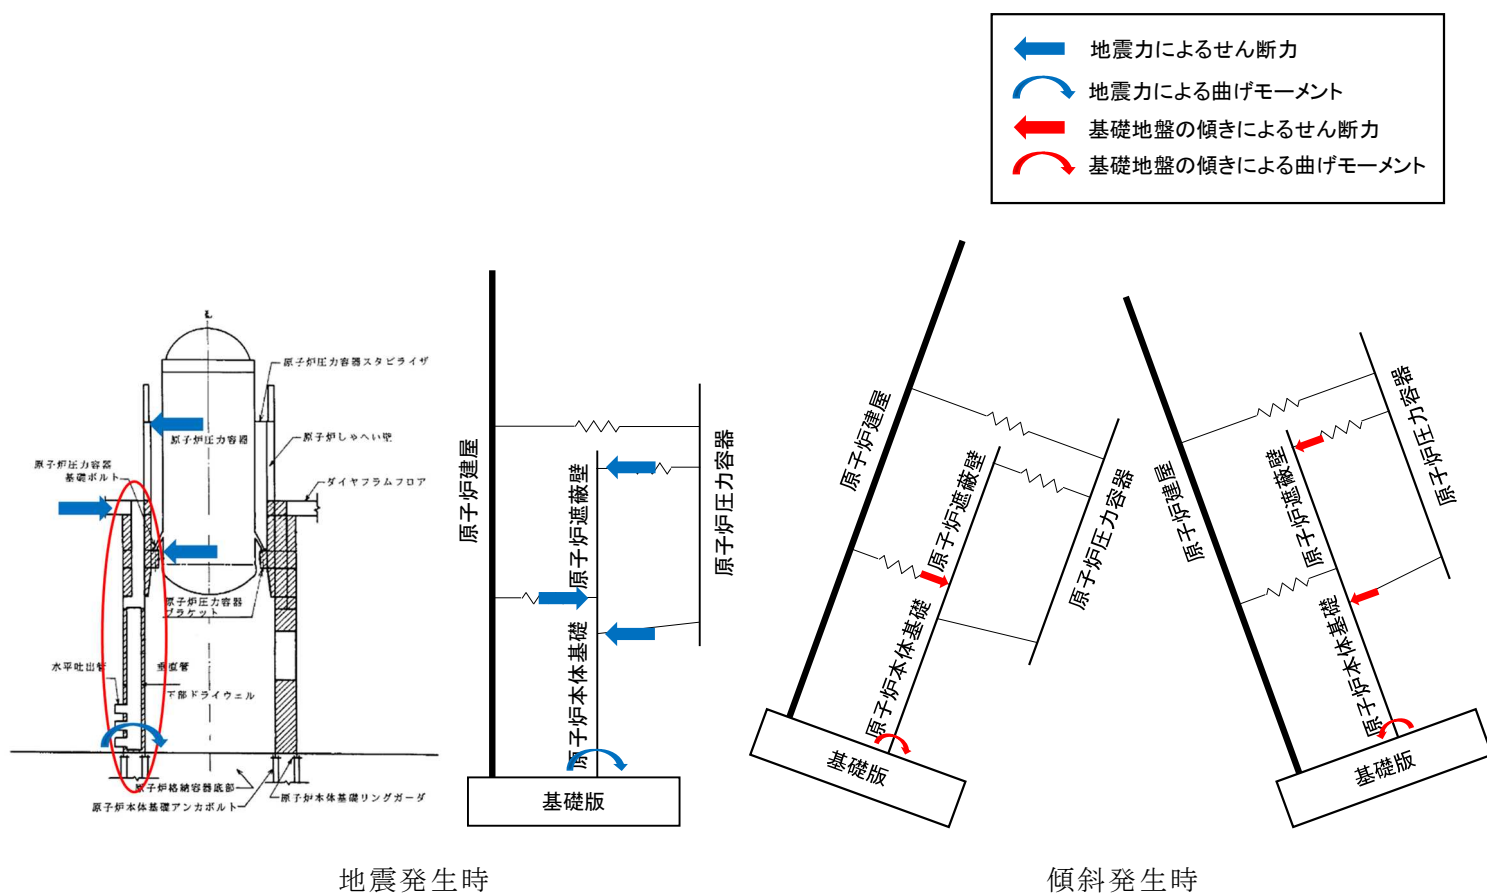 地震力によるせん断力
地震力による曲げモーメント
基礎地盤の傾きによるせん断力
基礎地盤の傾きによる曲げモーメント
℄
原子炉圧力容器スタビライザ
原子炉圧力容器
原子炉しゃへい壁
原子炉圧力容器
基礎ボルト
ダイヤフラムフロア
原子炉圧力容器
ブラケット
水平吐出管
垂直管
下部ドライウェル
原子炉格納容器底部
原子炉本体基礎アンカボルト
原子炉本体基礎リングガーダ
原子炉建屋
原子炉遮蔽壁
原子炉圧力容器
原子炉本体基礎
基礎版
原子炉建屋
原子炉遮蔽壁
原子炉圧力容器
原子炉本体基礎
基礎版
原子炉建屋
原子炉遮蔽壁
原子炉圧力容器
原子炉本体基礎
基礎版
地震発生時
傾斜発生時